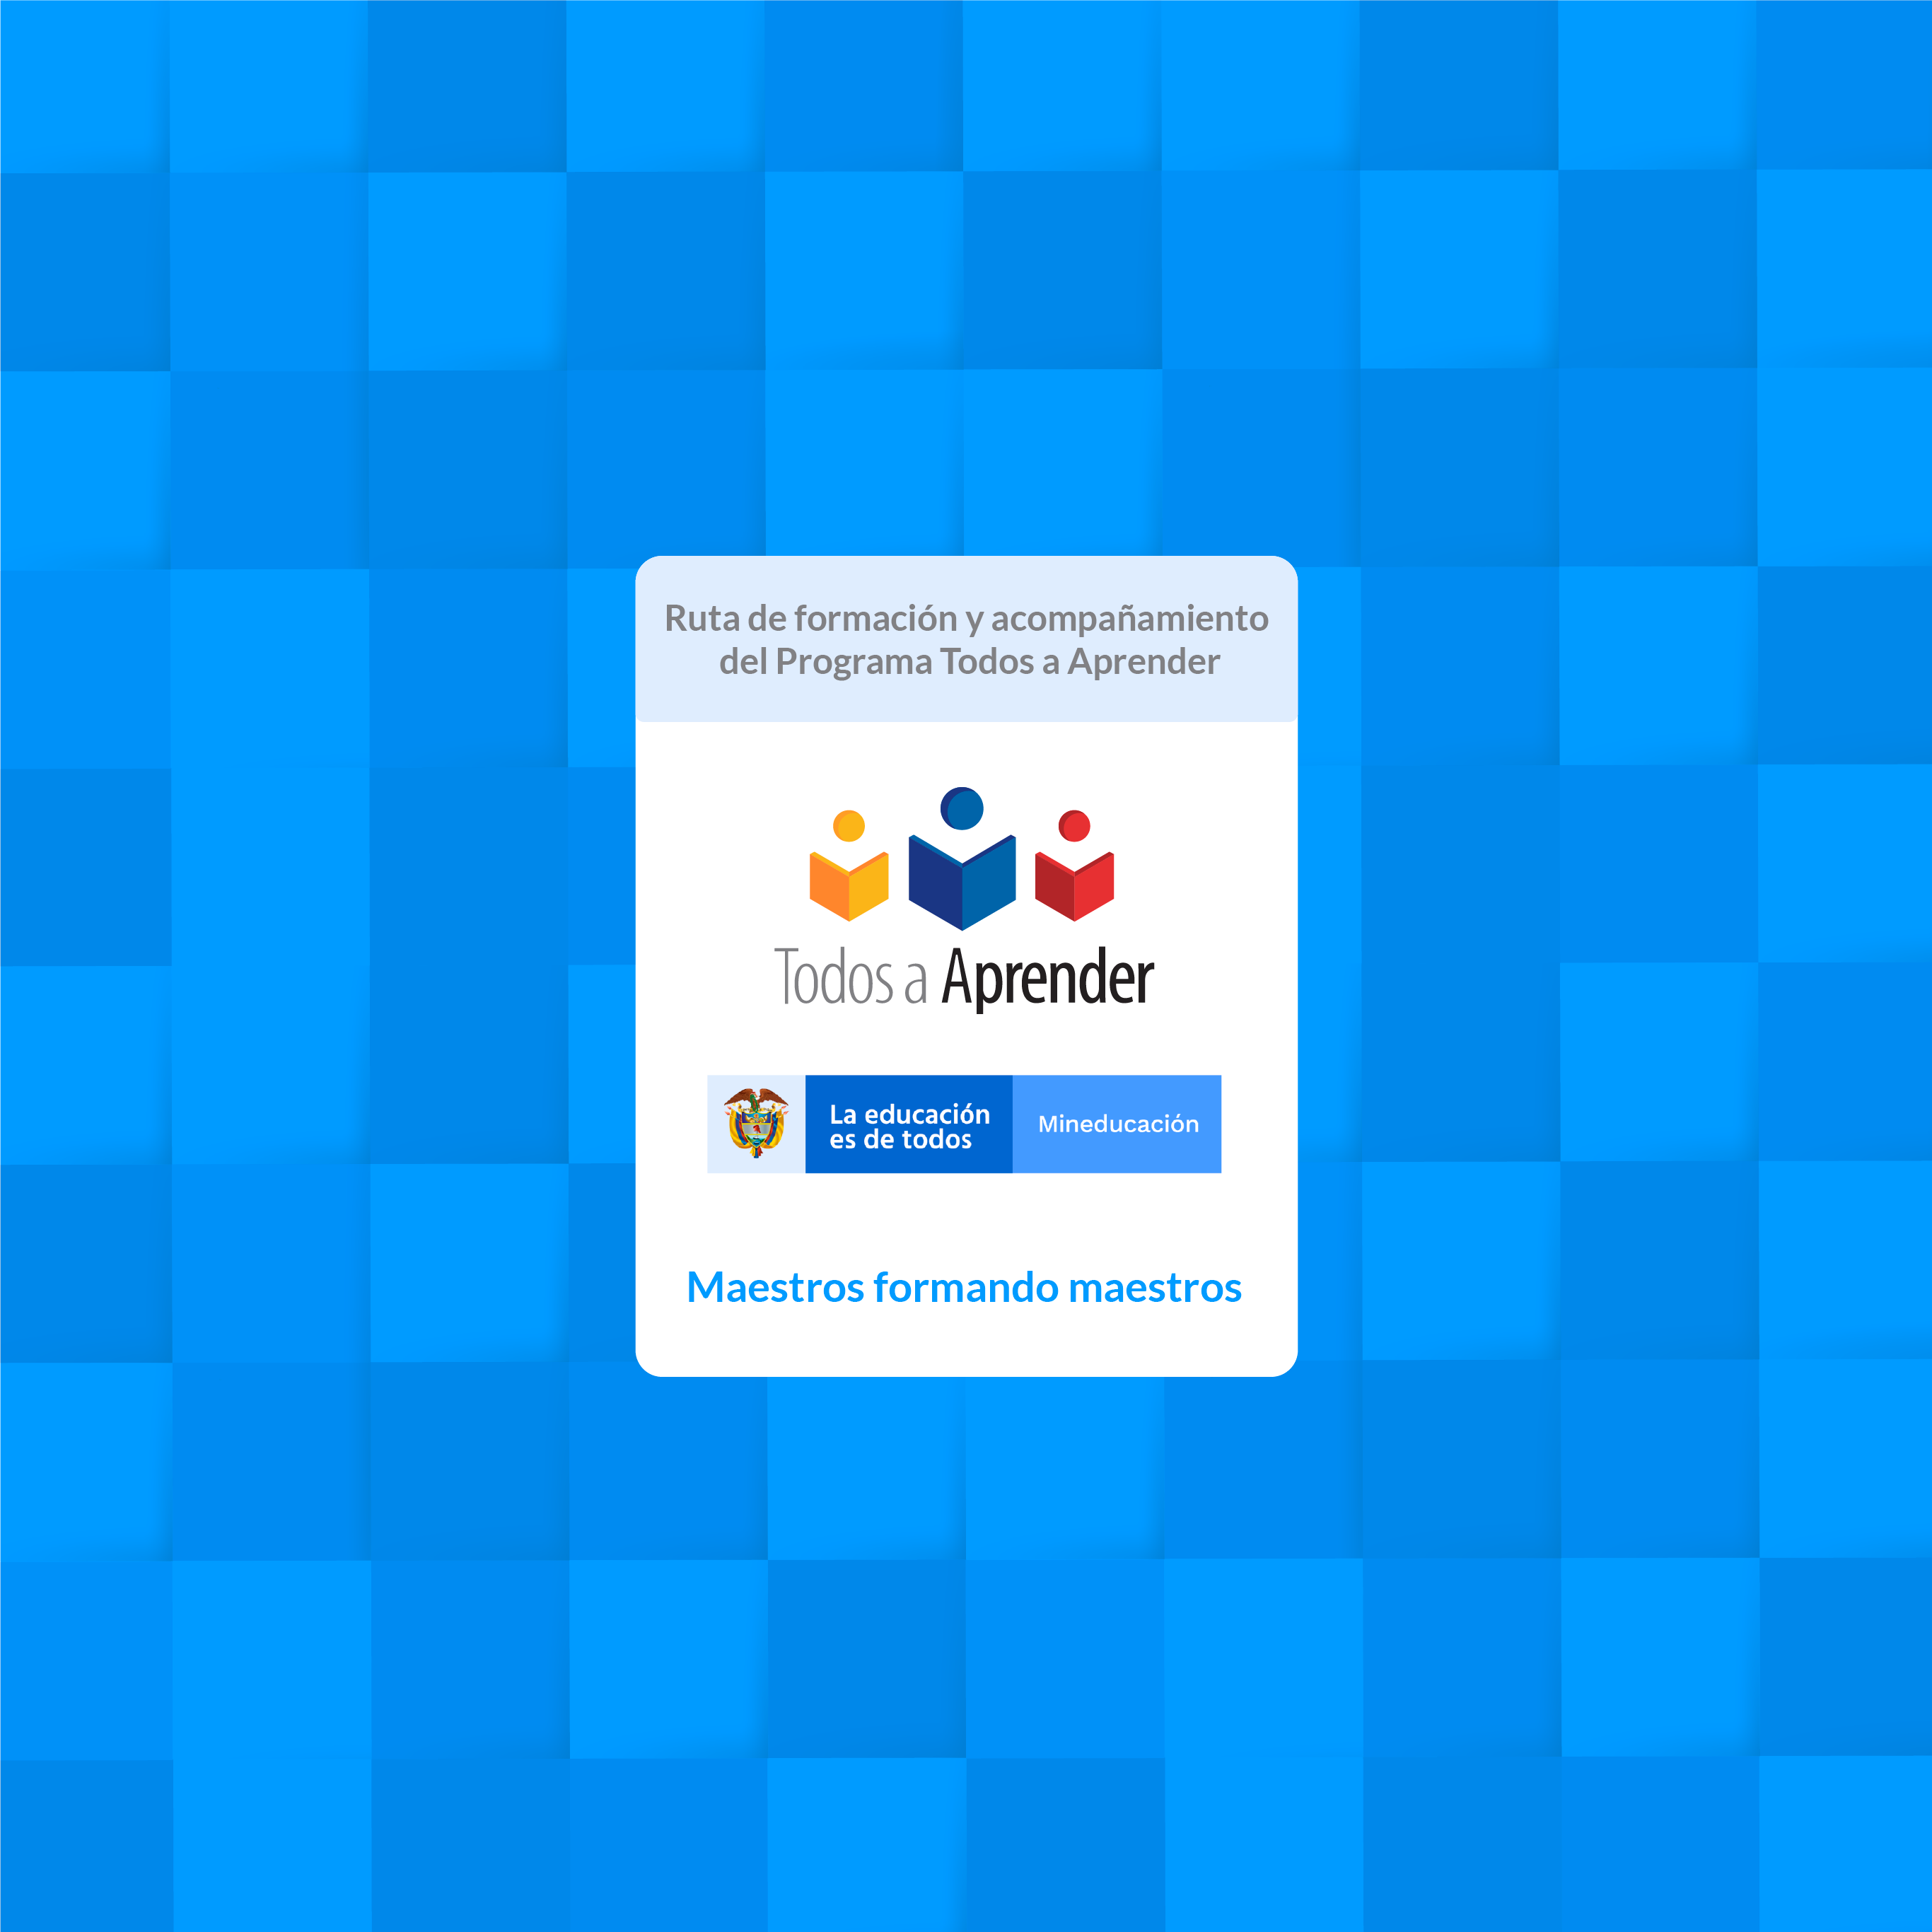 Ruta de formación y acompañamiento
del Programa Todos a Aprender
Todos a Aprender
La educación
es de todos
Mineducación
Maestros formando maestros